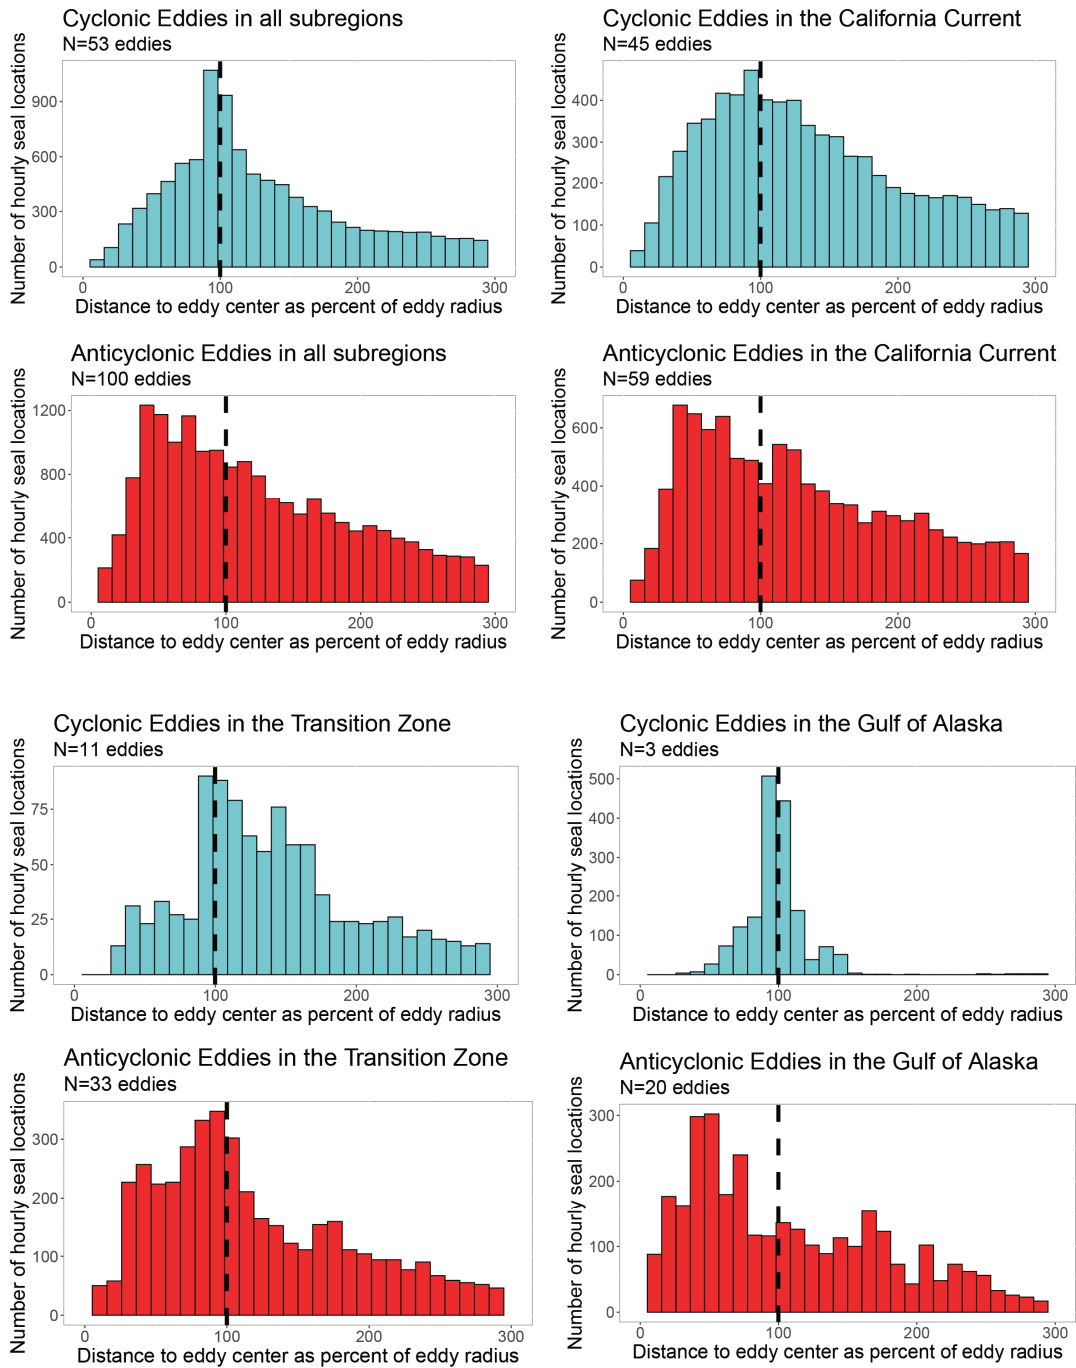 Cyclonic Eddies in all subregions
N=53 eddies
Number of hourly seal locations
900
600
300
0
0 100 200 300
Distance to eddy center as percent of eddy radius
Cyclonic Eddies in the California Current
N=45 eddies
Number of hourly seal locations
400
300
200
100
0
0 100 200 300
Distance to eddy center as percent of eddy radius
Anticyclonic Eddies in all subregions
N=100 eddies
Number of hourly seal locations
1200
800
400
0
0 100 200 300
Distance to eddy center as percent of eddy radius
Anticyclonic Eddies in the California Current
N=59 eddies
Number of hourly seal locations
600
400
200
0
0 100 200 300
Distance to eddy center as percent of eddy radius
Cyclonic Eddies in the Transition Zone
N=11 eddies
Number of hourly seal locations
75
50
25
0
0 100 200 300
Distance to eddy center as percent of eddy radius
Cyclonic Eddies in the Gulf of Alaska
N=3 eddies
Number of hourly seal locations
500
400
300
200
100
0
0 100 200 300
Distance to eddy center as percent of eddy radius
Anticyclonic Eddies in the Transition Zone
N=33 eddies
Number of hourly seal locations
300
200
100
0
0 100 200 300
Distance to eddy center as percent of eddy radius
Anticyclonic Eddies in the Gulf of Alaska
N=20 eddies
Number of hourly seal locations
300
200
100
0
0 100 200 300
Distance to eddy center as percent of eddy radius